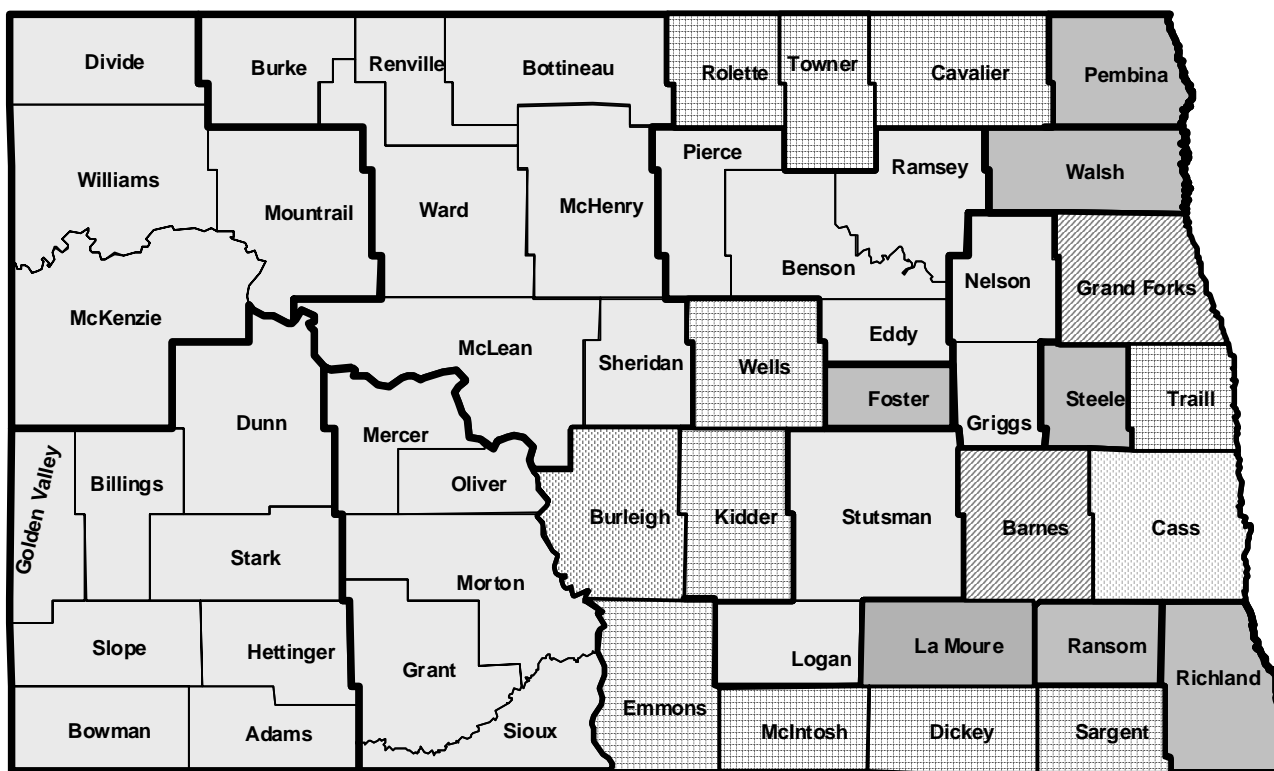 Divide
Burke
Renville
Bottineau
Rolette
Towner
Cavalier
Pembina
Williams
Mountrail
Ward
McHenry
Pierce
Ramsey
Walsh
Benson
Nelson
Grand Forks
McKenzie
McLean
Sheridan
Wells
Eddy
Foster
Griggs
Steele
Traill
Dunn
Mercer
Oliver
Golden Valley
Billings
Burleigh
Kidder
Stutsman
Barnes
Cass
Stark
Morton
Slope
Hettinger
Grant
Logan
La Moure
Ransom
Richland
Bowman
Adams
Sioux
Emmons
McIntosh
Dickey
Sargent